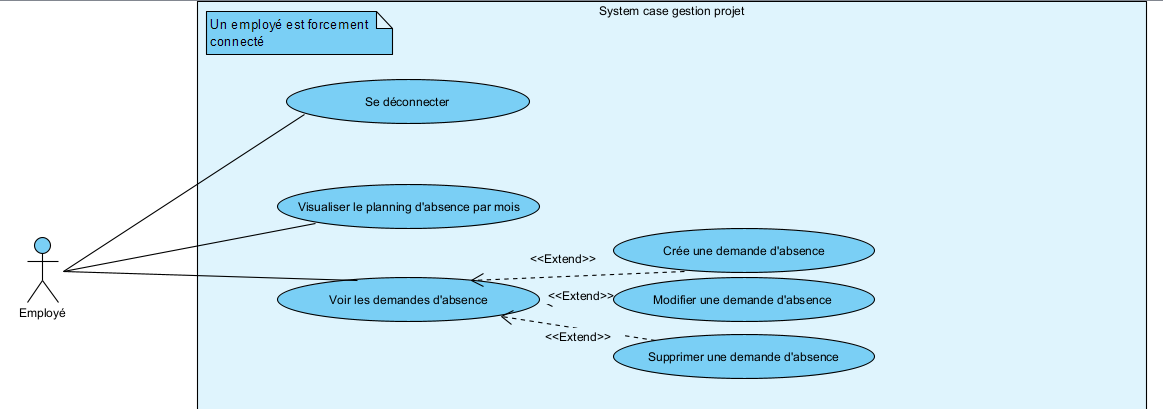 System case gestion projet
Un employé est forcement
connecté
Se déconnecter
Visualiser le planning d'absence par mois
Crée une demande d'absence
<<Extend>>
Voir les demandes d'absence
<<Extend>>
Modifier une demande d'absence
<<Extend>>
Supprimer une demande d'absence
Employé